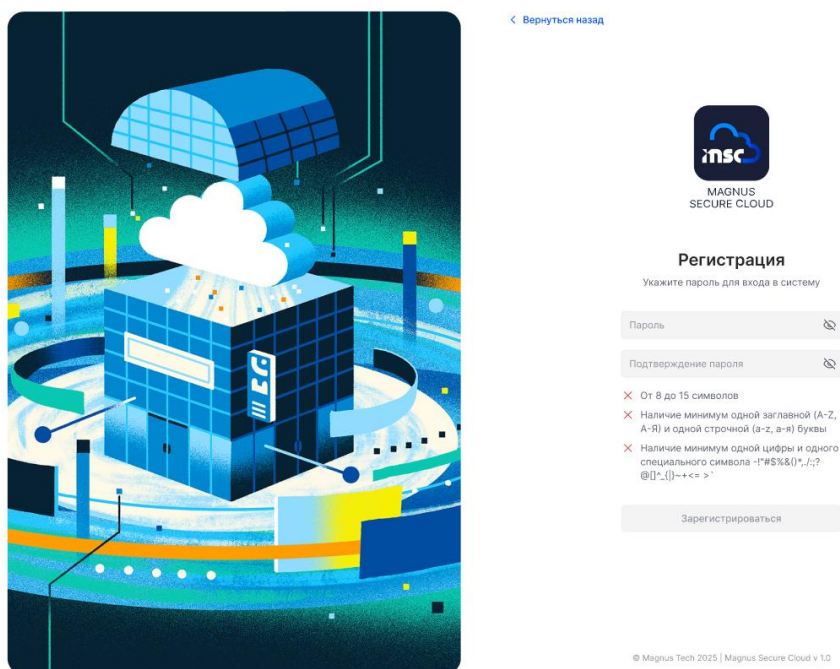 Вернуться назад
msc
MAGNUS
SECURE CLOUD
Регистрация
Укажите пароль для входа в систему
Пароль
Подтверждение пароля
От 8 до 15 символов
Наличие минимум одной заглавной (A-Z,
А-Я) и одной строчной (a-z, а-я) буквы
Наличие минимум одной цифры и одного
специального символа -!"#$%&()*,./:;?
@[]^_{|}~+<= >`
Зарегистрироваться
© Magnus Tech 2025 | Magnus Secure Cloud v 1.0